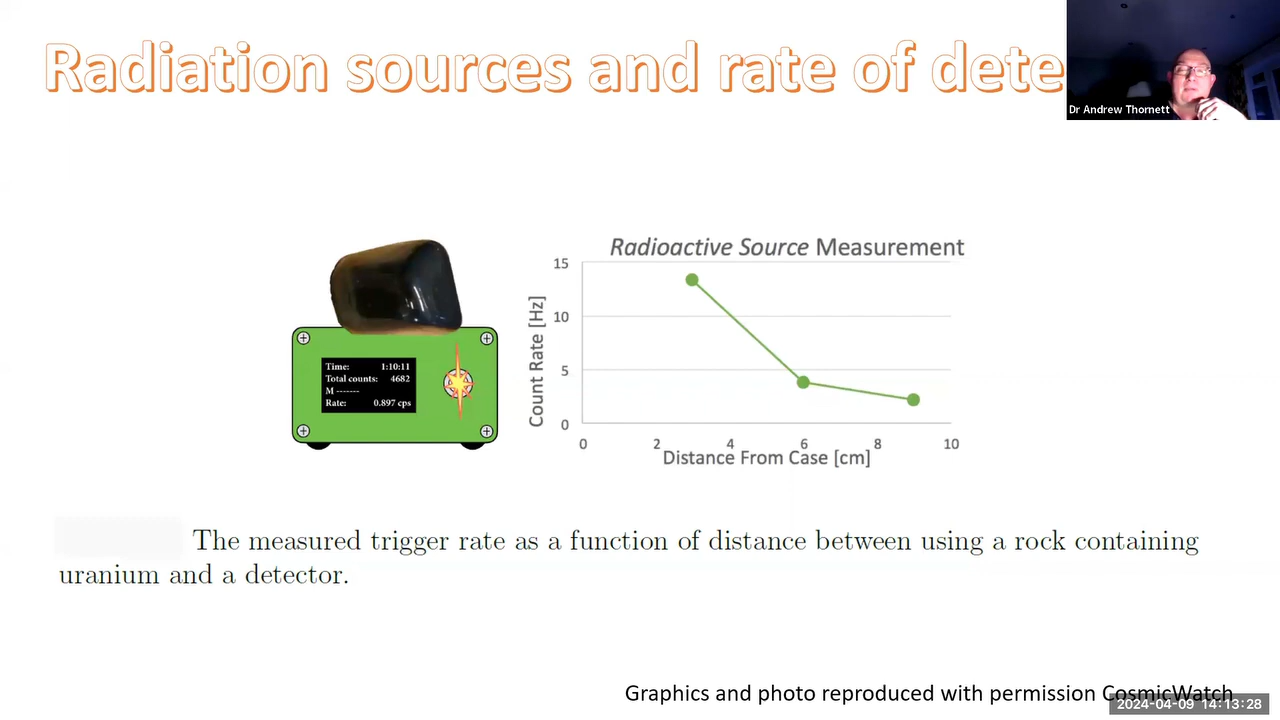 Radiation sources and rate of dete
Dr Andrew Thornett
Time: 1:10:11
Total counts: 4682
M -------
Rate: 0.897 cps
Radioactive Source Measurement
Count Rate [Hz]
15
10
5
0
0 2 4 6 8 10
Distance From Case [cm]
The measured trigger rate as a function of distance between using a rock containing
uranium and a detector.
Graphics and photo reproduced with permission CosmicWatch
2024-04-09 14:13:28